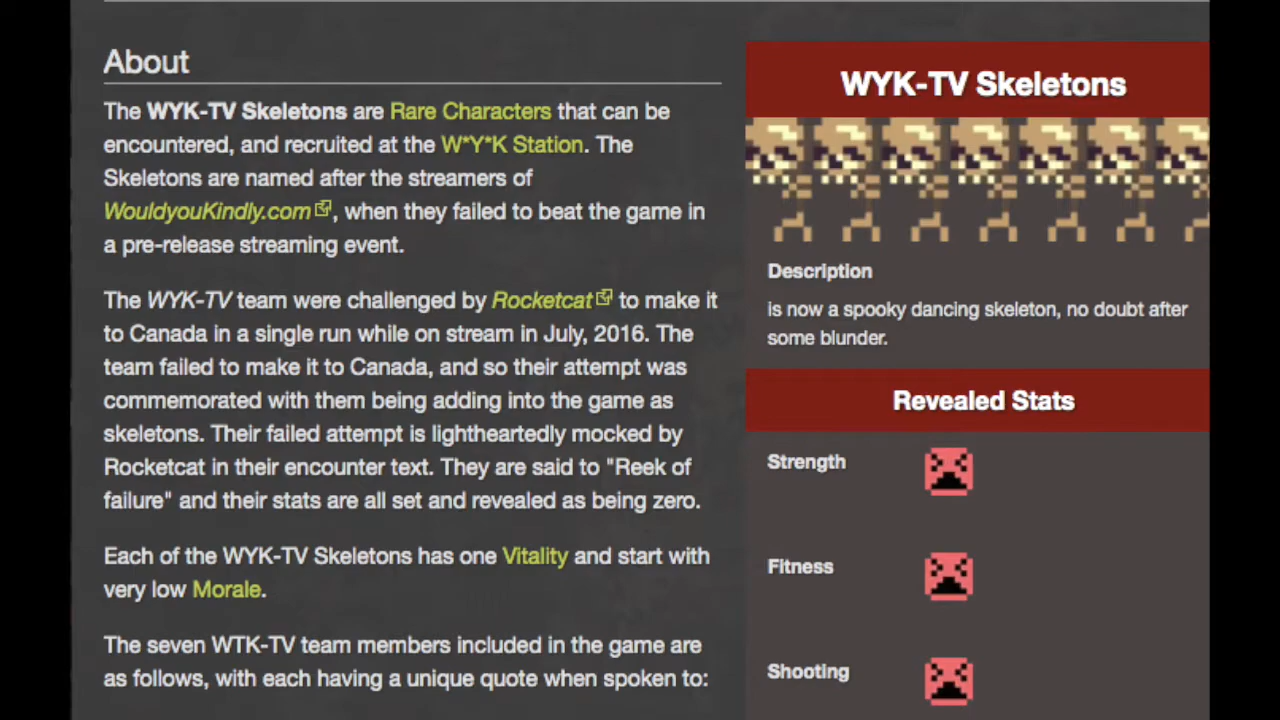 About
The WYK-TV Skeletons are Rare Characters that can be
encountered, and recruited at the W*Y*K Station. The
Skeletons are named after the streamers of
WouldyouKindly.com, when they failed to beat the game in
a pre-release streaming event.
The WYK-TV team were challenged by Rocketcat to make it
to Canada in a single run while on stream in July, 2016. The
team failed to make it to Canada, and so their attempt was
commemorated with them being adding into the game as
skeletons. Their failed attempt is lightheartedly mocked by
Rocketcat in their encounter text. They are said to "Reek of
failure" and their stats are all set and revealed as being zero.
Each of the WYK-TV Skeletons has one Vitality and start with
very low Morale.
The seven WTK-TV team members included in the game are
as follows, with each having a unique quote when spoken to:
WYK-TV Skeletons
Description
is now a spooky dancing skeleton, no doubt after
some blunder.
Revealed Stats
Strength
Fitness
Shooting